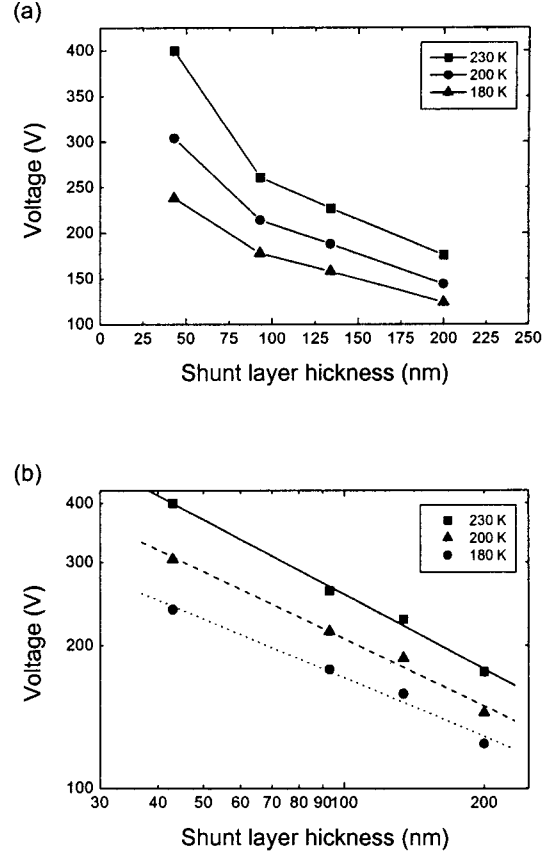 (a)
400
350
300
250
200
150
100
Voltage (V)
230 K
200 K
180 K
0 25 50 75 100 125 150 175 200 225 250
Shunt layer hickness (nm)
(b)
400
300
200
100
Voltage (V)
230 K
200 K
180 K
30 40 50 60 70 80 90 100 200
Shunt layer hickness (nm)